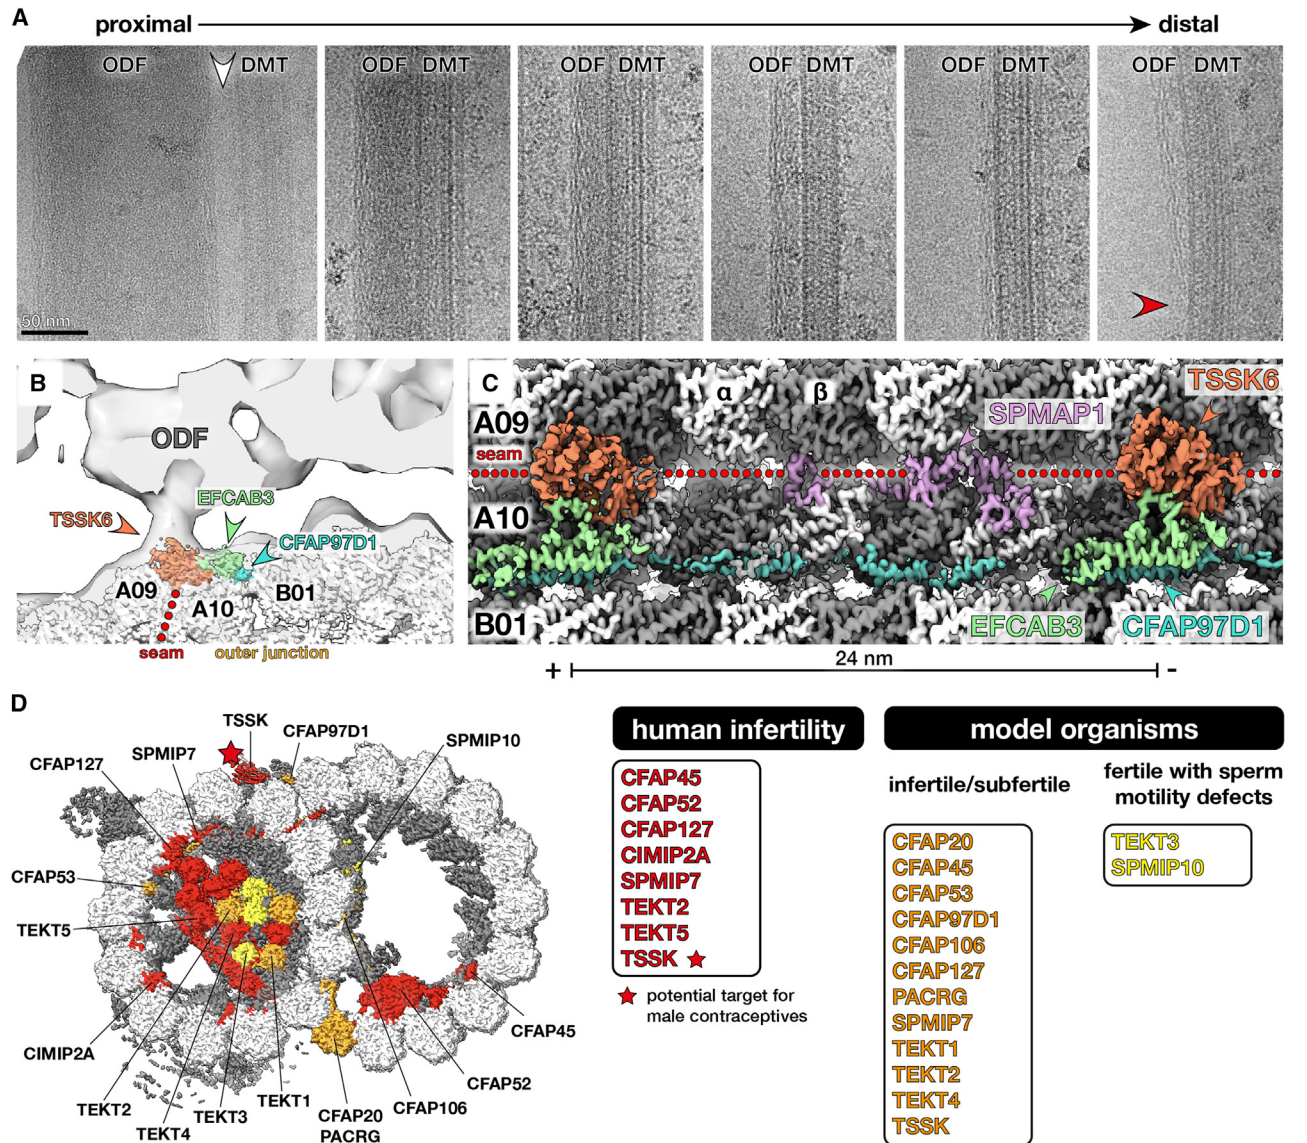 A
proximal
distal
ODF
DMT
ODF DMT
ODF DMT
ODF DMT
ODF DMT
ODF DMT
50 nm
B
ODF
EFCAB3
TSSK6
CFAP97D1
A09
A10
B01
seam
outer junction
C
α
β
TSSK6
SPMAP1
A09
seam
A10
B01
EFCAB3
CFAP97D1
+
24 nm
-
D
TSSK
CFAP97D1
SPMIP10
SPMIP7
CFAP127
CFAP53
TEKT5
CIMIP2A
TEKT2
TEKT4
TEKT3
TEKT1
CFAP20
PACRG
CFAP106
CFAP52
CFAP45
human infertility
CFAP45
CFAP52
CFAP127
CIMIP2A
SPMIP7
TEKT2
TEKT5
TSSK ★
★ potential target for
male contraceptives
model organisms
infertile/subfertile
CFAP20
CFAP45
CFAP53
CFAP97D1
CFAP106
CFAP127
PACRG
SPMIP7
TEKT1
TEKT2
TEKT4
TSSK
fertile with sperm
motility defects
TEKT3
SPMIP10